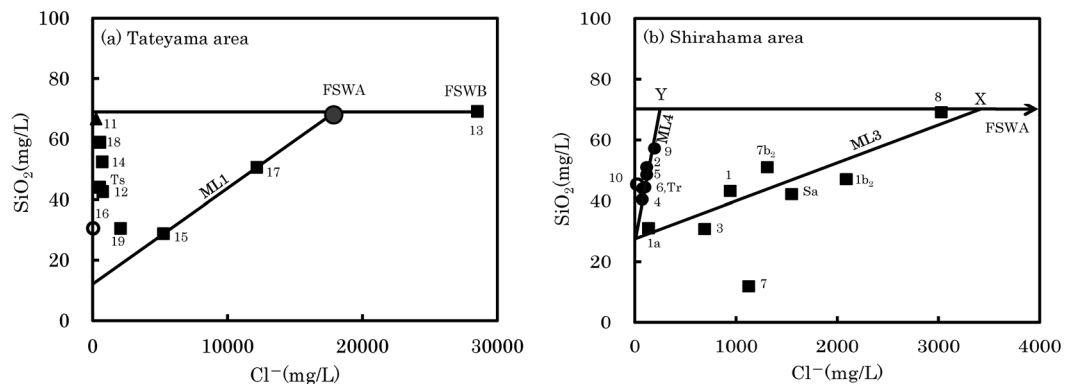 (a) Tateyama area
SiO₂(mg/L)
100
80
60
40
20
0
FSWA
FSWB
11
13
18
14
17
Ts
12
ML1
16
19
15
0
10000
20000
30000
Cl⁻(mg/L)
(b) Shirahama area
SiO₂(mg/L)
100
80
60
40
20
0
Y
8
X
FSWA
ML4
9
ML3
7b₂
2
5
10
6,Tr
4
1
1b₂
Sa
1a
3
7
0
1000
2000
3000
4000
Cl⁻(mg/L)